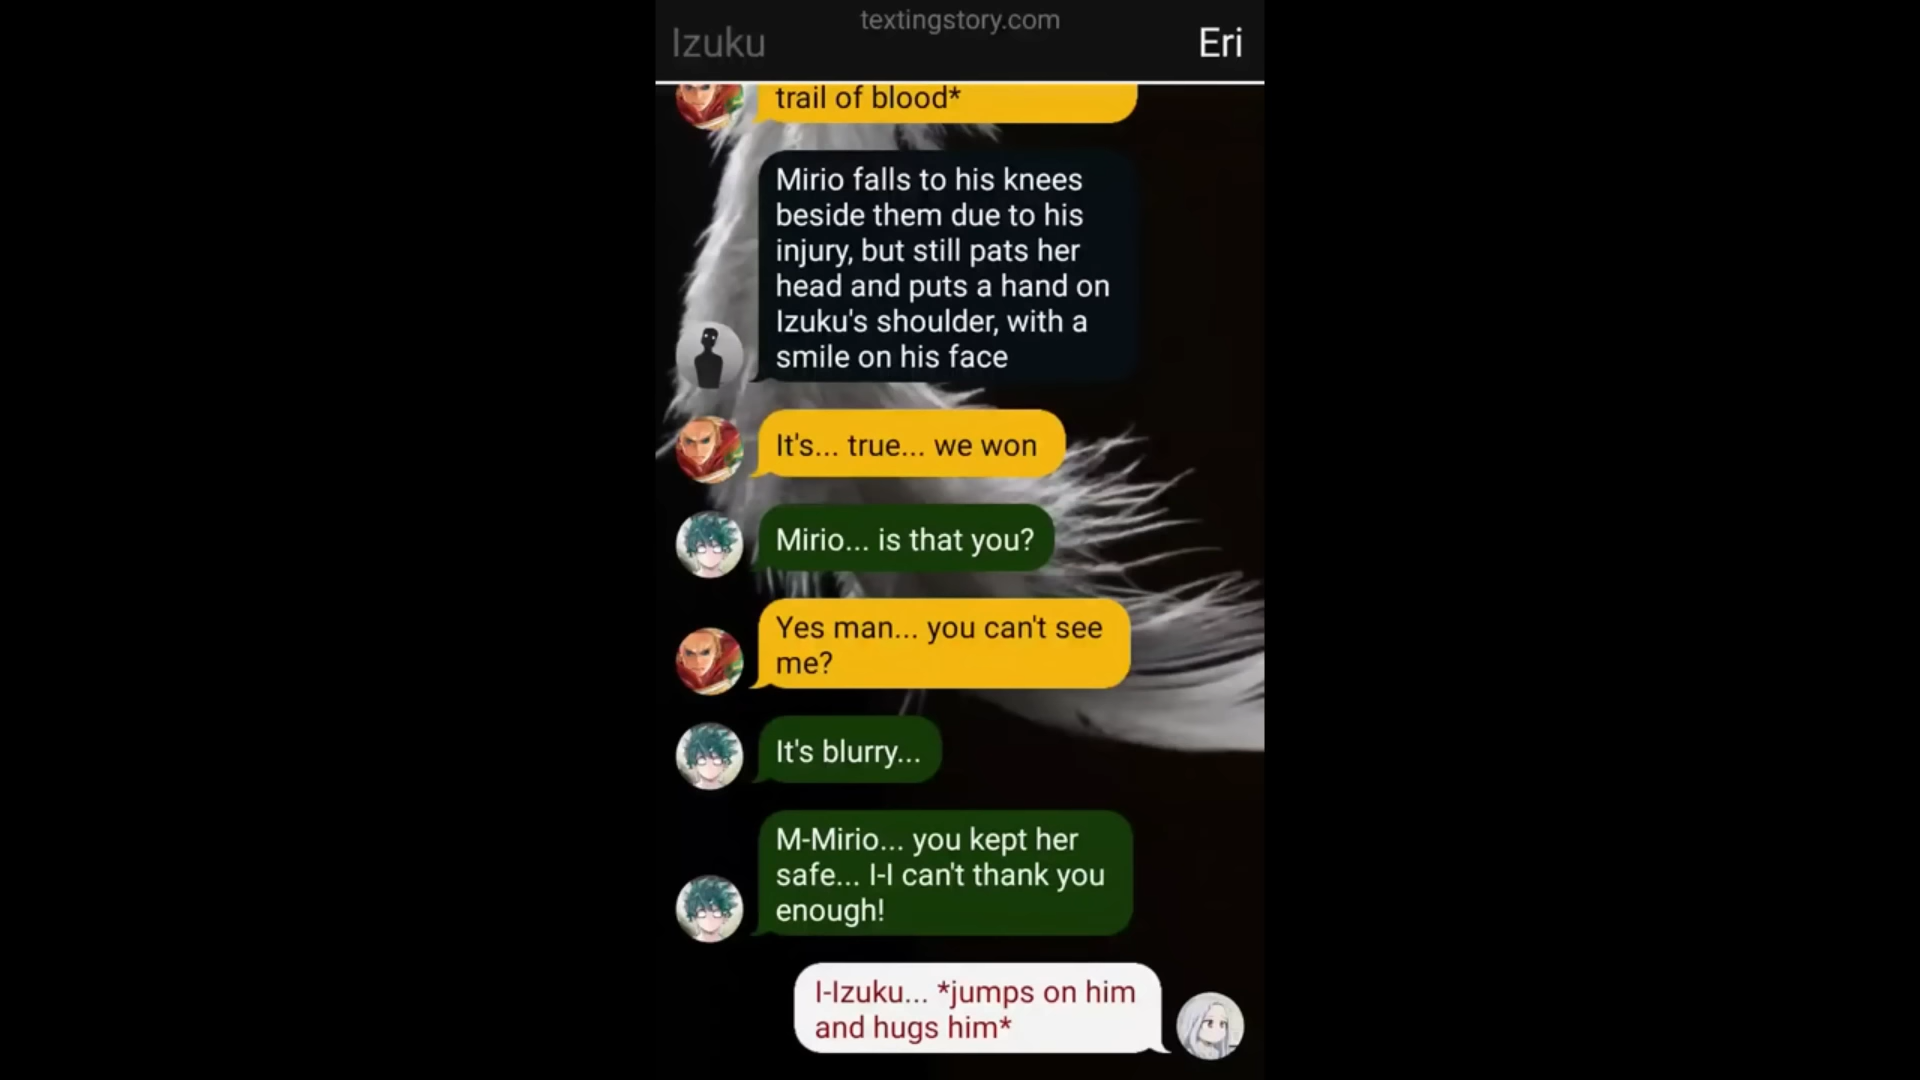 textingstory.com
Izuku
Eri
trail of blood*
Mirio falls to his knees
beside them due to his
injury, but still pats her
head and puts a hand on
Izuku's shoulder, with a
smile on his face
It's... true... we won
Mirio... is that you?
Yes man... you can't see
me?
It's blurry...
M-Mirio... you kept her
safe... I-I can't thank you
enough!
I-Izuku... *jumps on him
and hugs him*